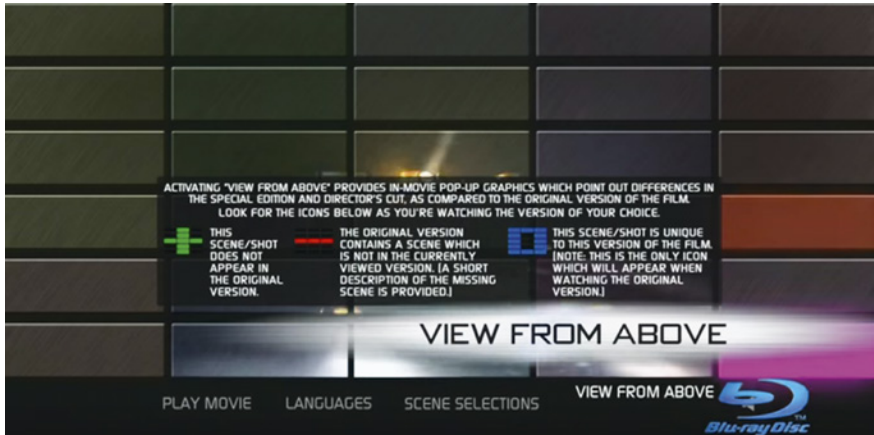 ACTIVATING "VIEW FROM ABOVE" PROVIDES IN-MOVIE POP-UP GRAPHICS WHICH POINT OUT DIFFERENCES IN
THE SPECIAL EDITION AND DIRECTOR'S CUT, AS COMPARED TO THE ORIGINAL VERSION OF THE FILM.
LOOK FOR THE ICONS BELOW AS YOU'RE WATCHING THE VERSION OF YOUR CHOICE.
THIS
SCENE/SHOT
DOES NOT
APPEAR IN
THE ORIGINAL
VERSION.
THE ORIGINAL VERSION
CONTAINS A SCENE WHICH
IS NOT IN THE CURRENTLY
VIEWED VERSION. [A SHORT
DESCRIPTION OF THE MISSING
SCENE IS PROVIDED.]
THIS SCENE/SHOT IS UNIQUE
TO THIS VERSION OF THE FILM.
[NOTE: THIS IS THE ONLY ICON
WHICH WILL APPEAR WHEN
WATCHING THE ORIGINAL
VERSION.]
VIEW FROM ABOVE
PLAY MOVIE LANGUAGES SCENE SELECTIONS VIEW FROM ABOVE
Blu-ray Disc
TM